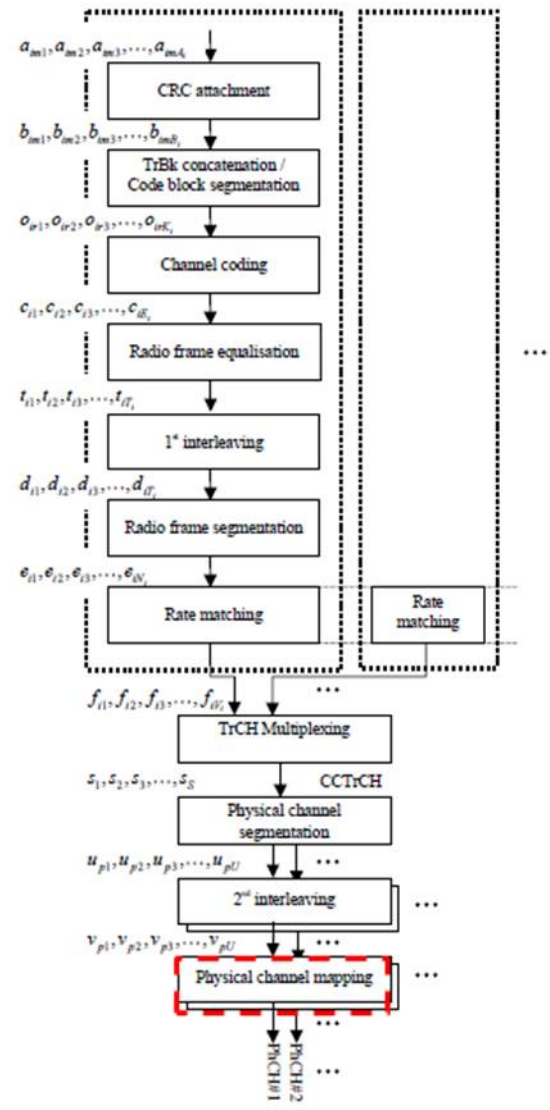 a_im1, a_im2, a_im3, ..., a_imA_i
CRC attachment
b_im1, b_im2, b_im3, ..., b_imB_i
TrBk concatenation /
Code block segmentation
o_ir1, o_ir2, o_ir3, ..., o_irK_i
Channel coding
c_i1, c_i2, c_i3, ..., c_iE_i
Radio frame equalisation
...
t_i1, t_i2, t_i3, ..., t_iT_i
1st interleaving
d_i1, d_i2, d_i3, ..., d_iT_i
Radio frame segmentation
e_i1, e_i2, e_i3, ..., e_iN_i
Rate matching
Rate
matching
...
f_i1, f_i2, f_i3, ..., f_iV_i
TrCH Multiplexing
s_1, s_2, s_3, ..., s_S
CCTrCH
Physical channel
segmentation
u_p1, u_p2, u_p3, ..., u_pU
...
2nd interleaving
...
v_p1, v_p2, v_p3, ..., v_pU
...
Physical channel mapping
...
...
PhCH#1
PhCH#2
...